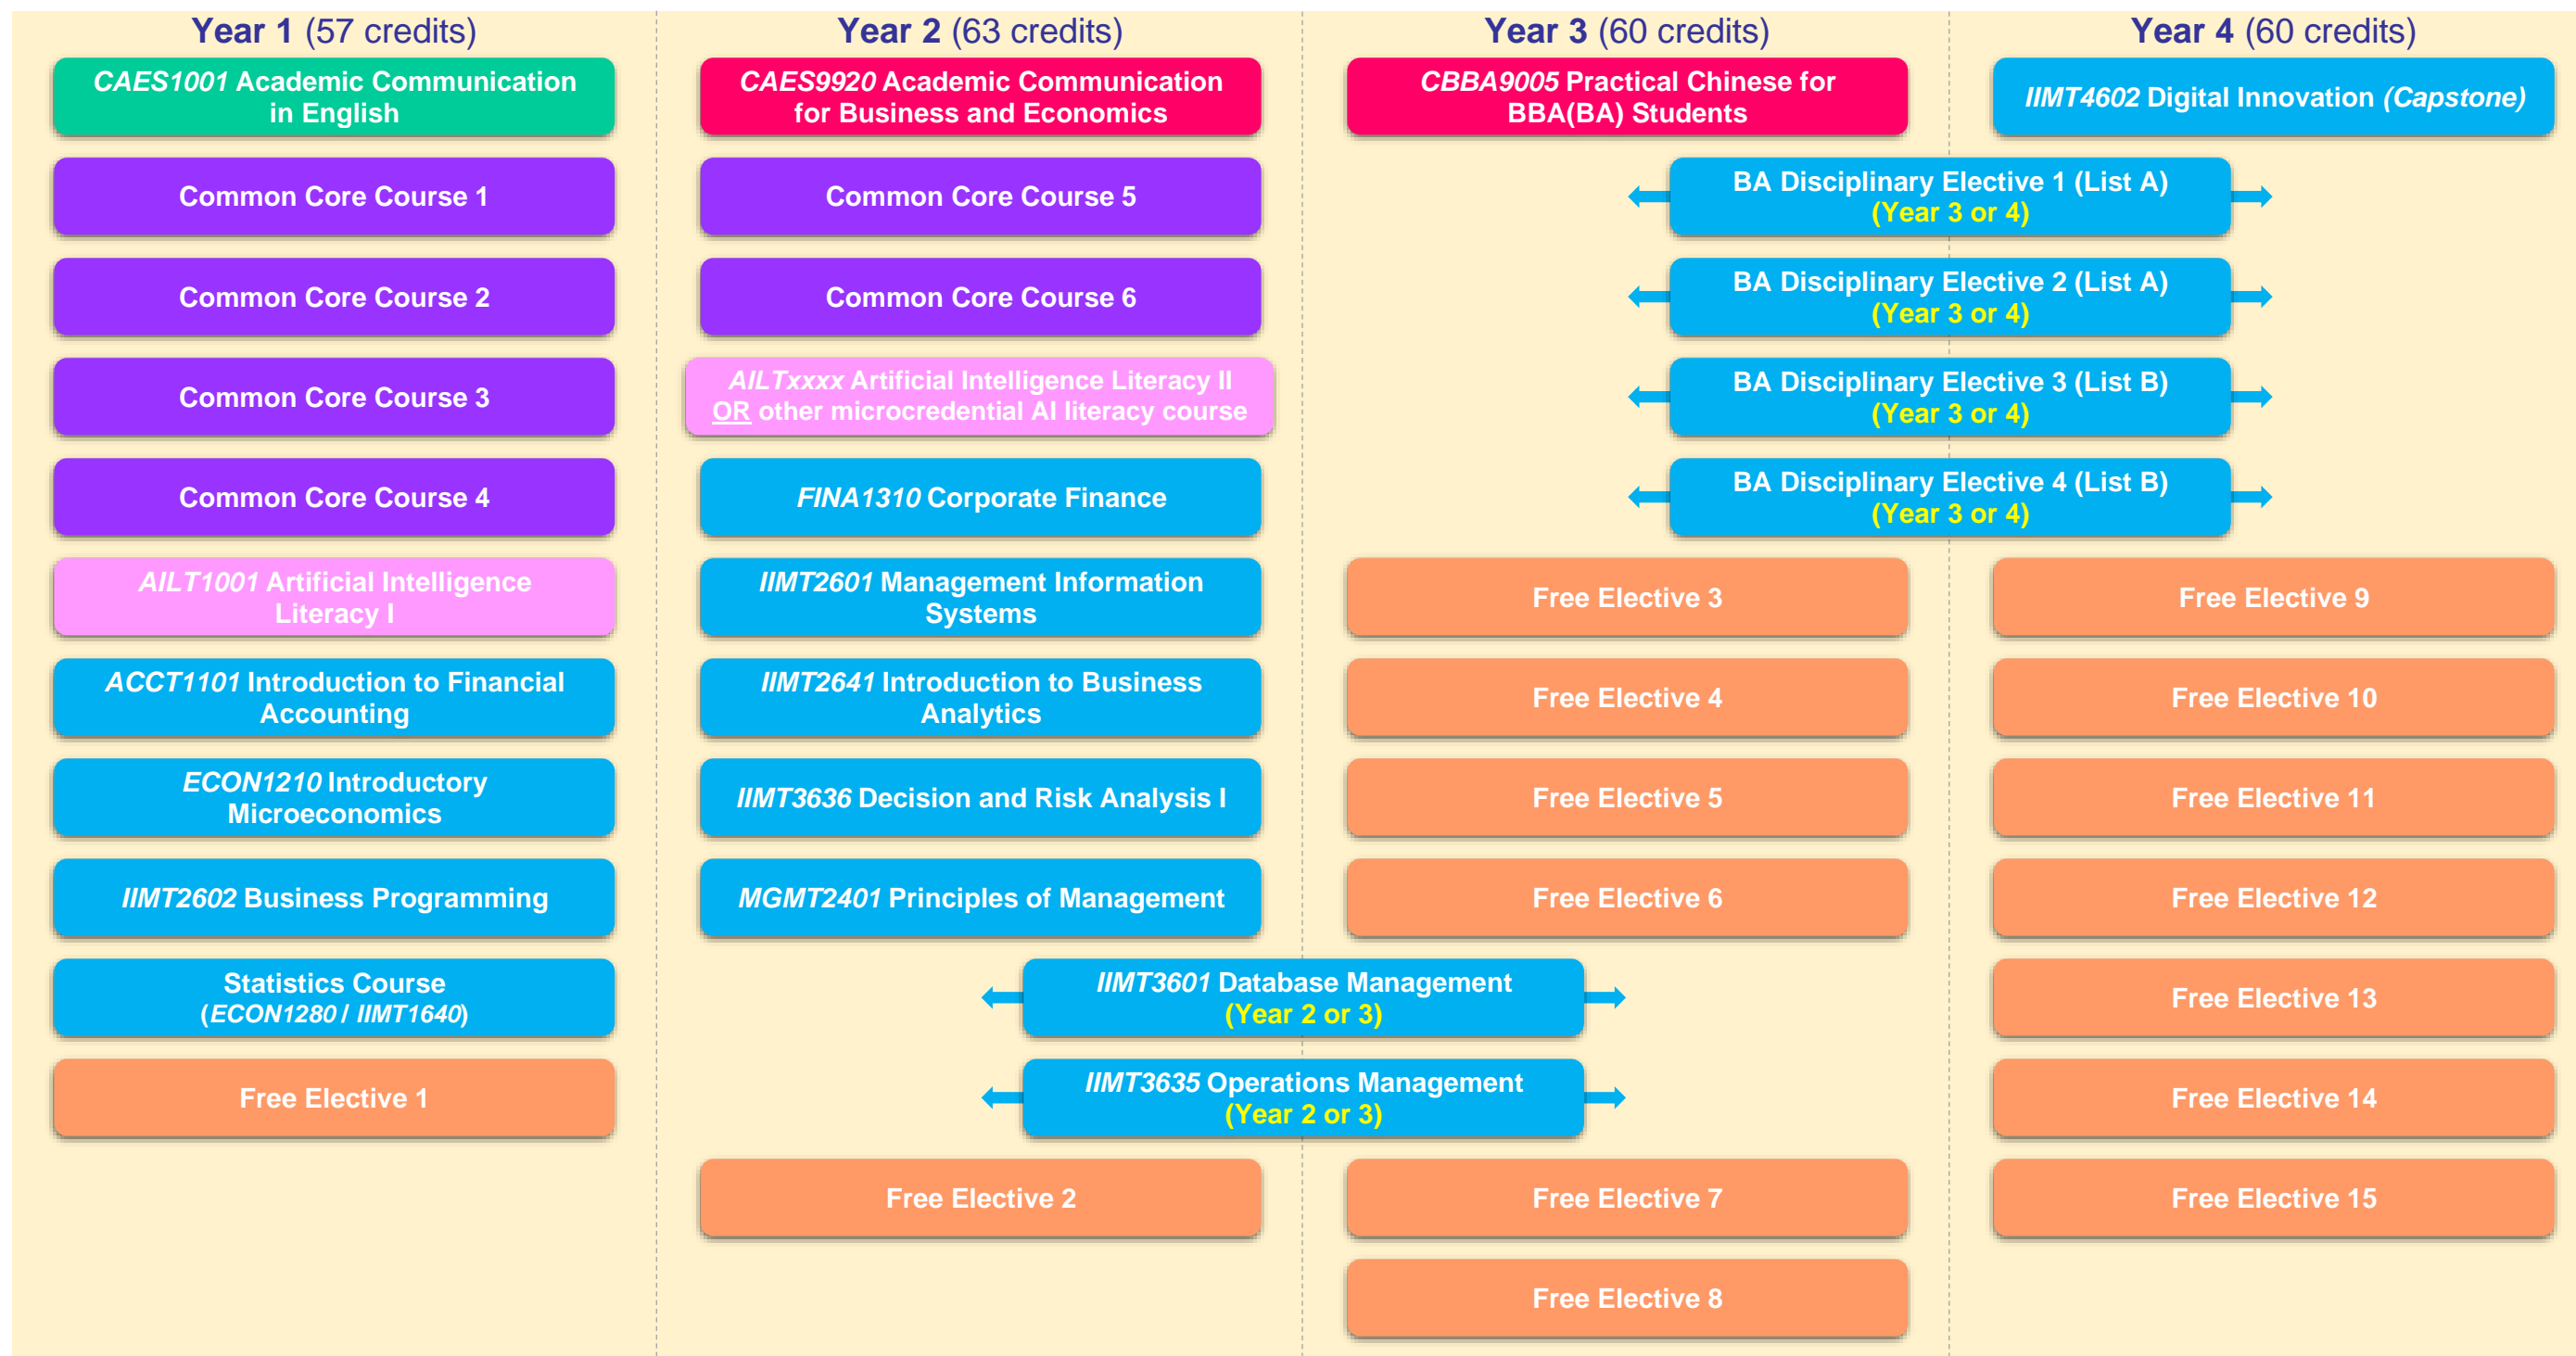 Year 1 (57 credits)
CAES1001 Academic Communication
in English
Common Core Course 1
Common Core Course 2
Common Core Course 3
Common Core Course 4
AILT1001 Artificial Intelligence
Literacy I
ACCT1101 Introduction to Financial
Accounting
ECON1210 Introductory
Microeconomics
IIMT2602 Business Programming
Statistics Course
(ECON1280 / IIMT1640)
Free Elective 1
Year 2 (63 credits)
CAES9920 Academic Communication
for Business and Economics
Common Core Course 5
Common Core Course 6
AILTxxxx Artificial Intelligence Literacy II
OR other microcredential AI literacy course
FINA1310 Corporate Finance
IIMT2601 Management Information
Systems
IIMT2641 Introduction to Business
Analytics
IIMT3636 Decision and Risk Analysis I
MGMT2401 Principles of Management
IIMT3601 Database Management
(Year 2 or 3)
IIMT3635 Operations Management
(Year 2 or 3)
Free Elective 2
Year 3 (60 credits)
CBBA9005 Practical Chinese for
BBA(BA) Students
BA Disciplinary Elective 1 (List A)
(Year 3 or 4)
BA Disciplinary Elective 2 (List A)
(Year 3 or 4)
BA Disciplinary Elective 3 (List B)
(Year 3 or 4)
BA Disciplinary Elective 4 (List B)
(Year 3 or 4)
Free Elective 3
Free Elective 4
Free Elective 5
Free Elective 6
Free Elective 7
Free Elective 8
Year 4 (60 credits)
IIMT4602 Digital Innovation (Capstone)
Free Elective 9
Free Elective 10
Free Elective 11
Free Elective 12
Free Elective 13
Free Elective 14
Free Elective 15